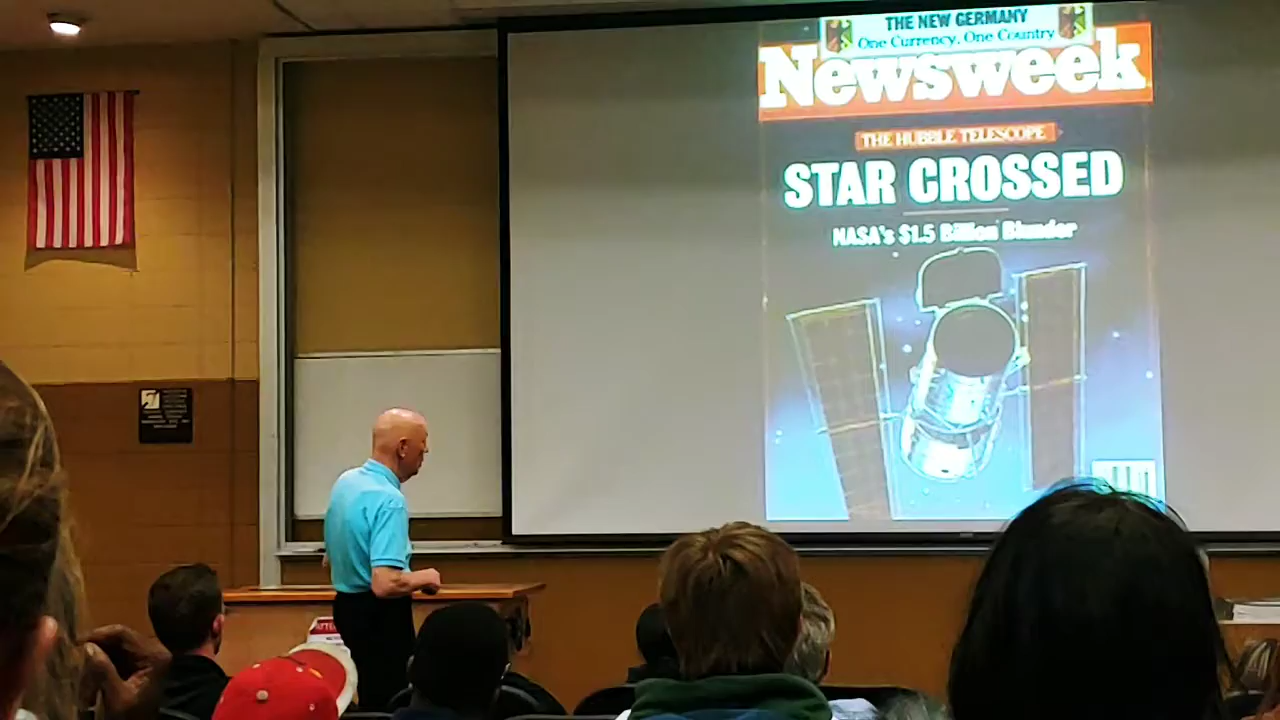 THE NEW GERMANY
One Currency, One Country
Newsweek
THE HUBBLE TELESCOPE
STAR CROSSED
NASA's $1.5 Billion Blunder